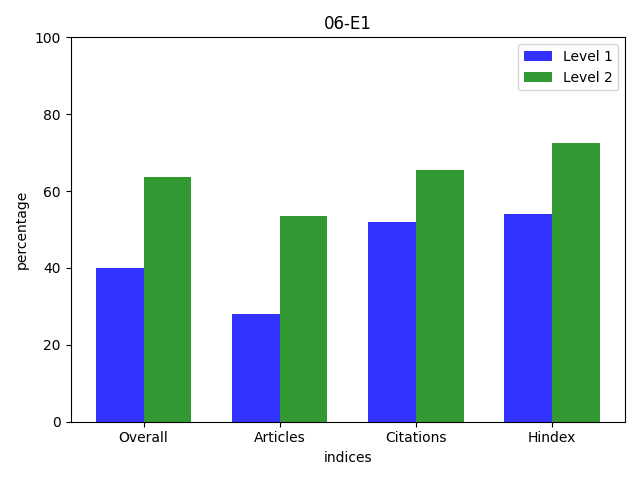 06-E1
100
80
60
40
20
0
percentage
Level 1
Level 2
Overall Articles Citations Hindex
indices